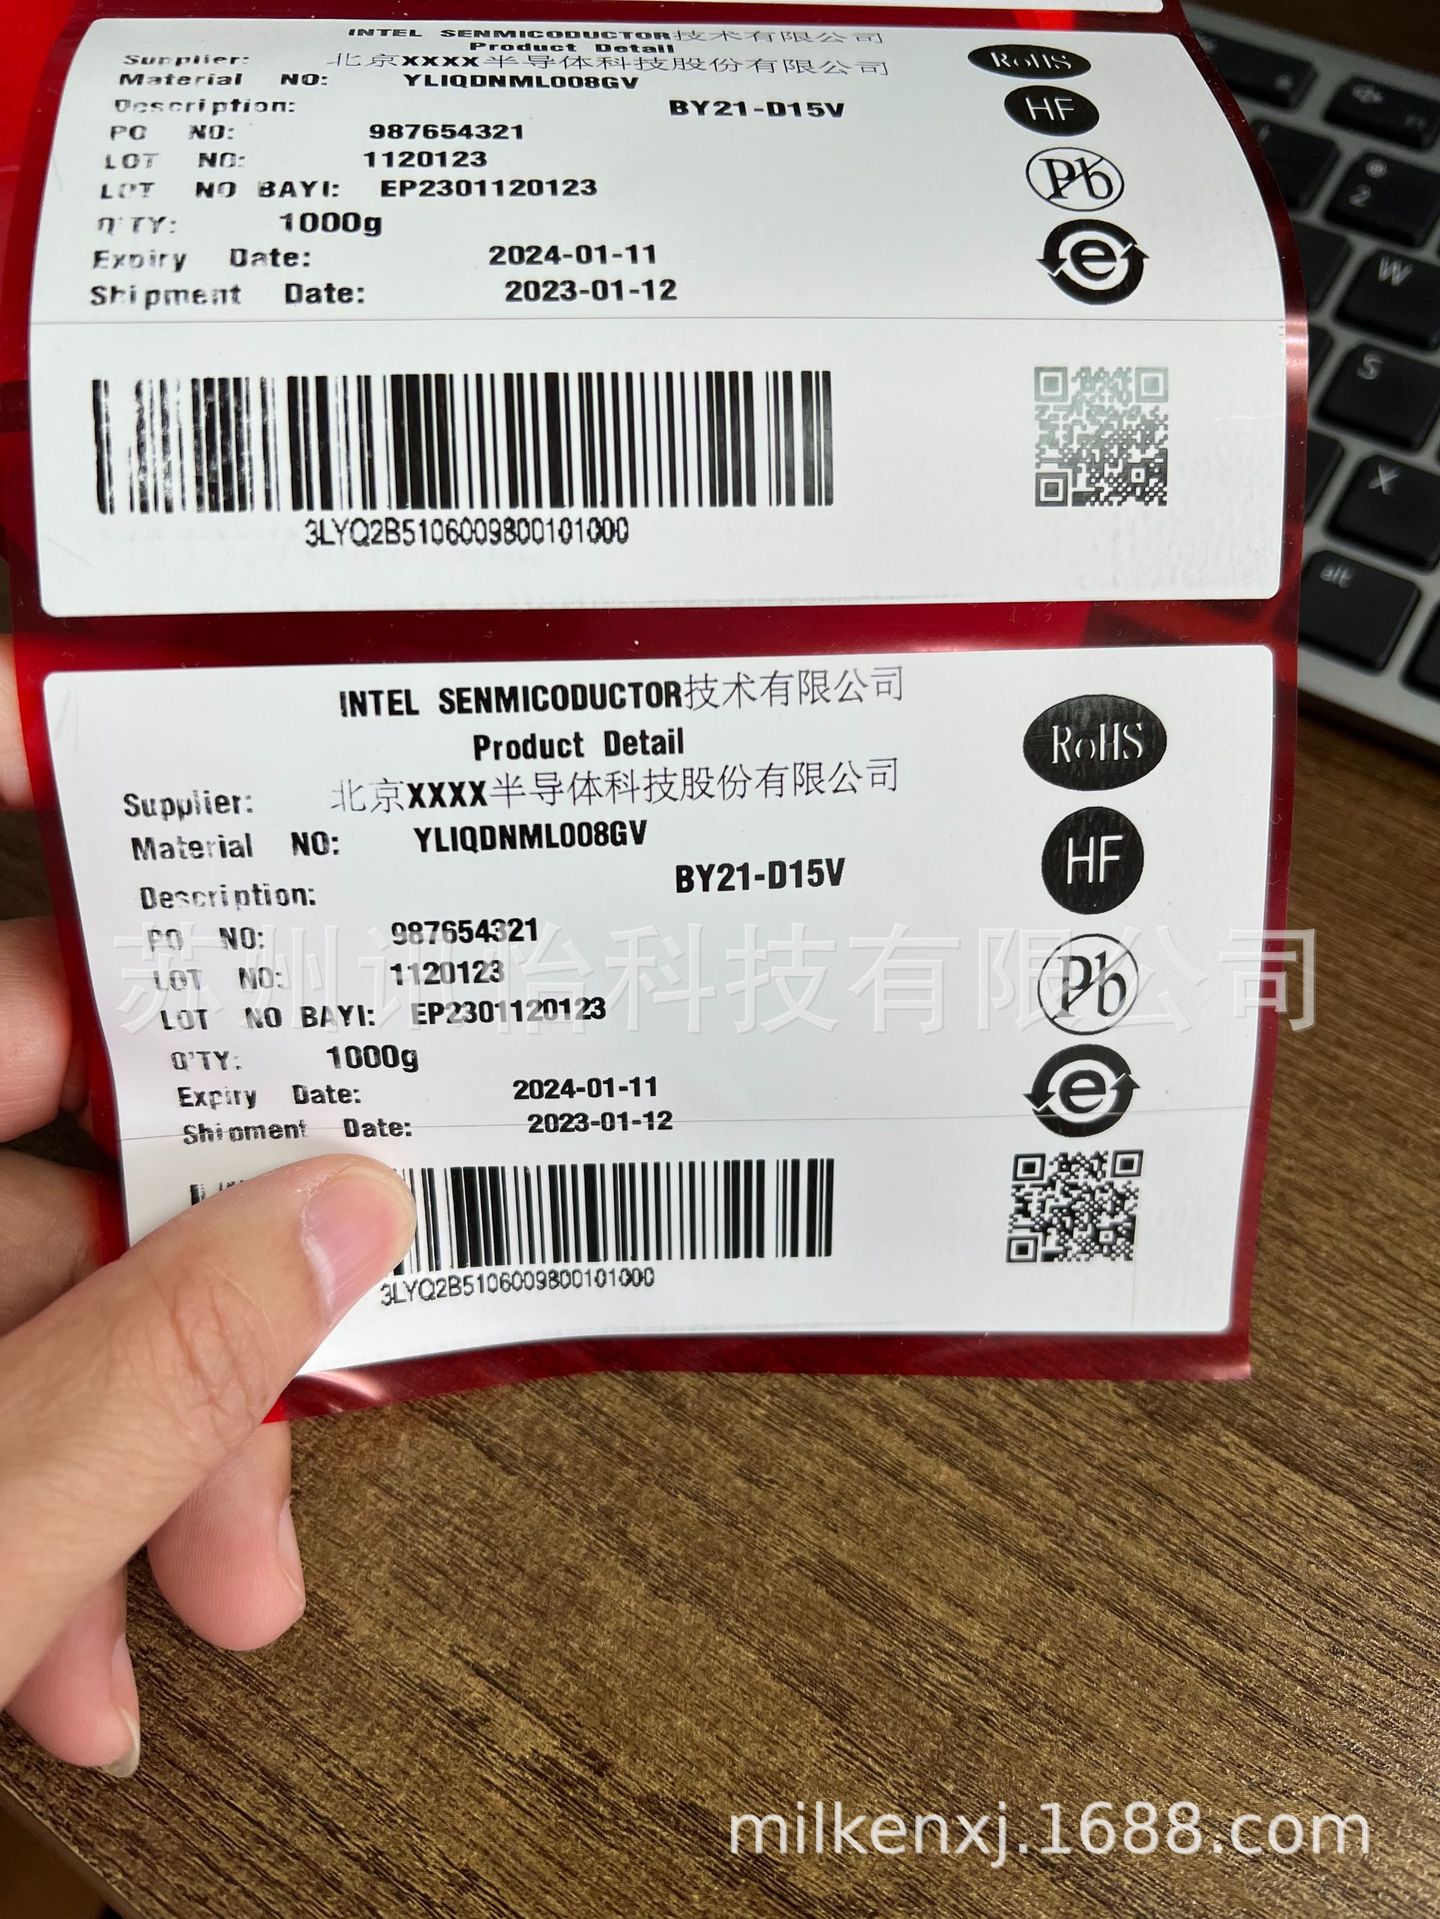 INTEL SENMICODUCTOR技术有限公司
Product Detail
Supplier: 北京XXXX半导体科技股份有限公司
Material NO: YLIQDNML008GV
Description: BY21-D15V
PO NO: 987654321
LOT NO: 1120123
LOT NO BAYI: EP2301120123
Q'TY: 1000g
Expiry Date: 2024-01-11
Shipment Date: 2023-01-12
RoHS
HF
Pb
e
3LYQ2B5106009800101000
INTEL SENMICODUCTOR技术有限公司
Product Detail
Supplier: 北京XXXX半导体科技股份有限公司
Material NO: YLIQDNML008GV
Description: BY21-D15V
PO NO: 987654321
LOT NO: 1120123
LOT NO BAYI: EP2301120123
Q'TY: 1000g
Expiry Date: 2024-01-11
Shipment Date: 2023-01-12
RoHS
HF
Pb
e
3LYQ2B5106009800101000
2
W
S
X
alt
苏州训怡科技有限公司
milkenxj.1688.com